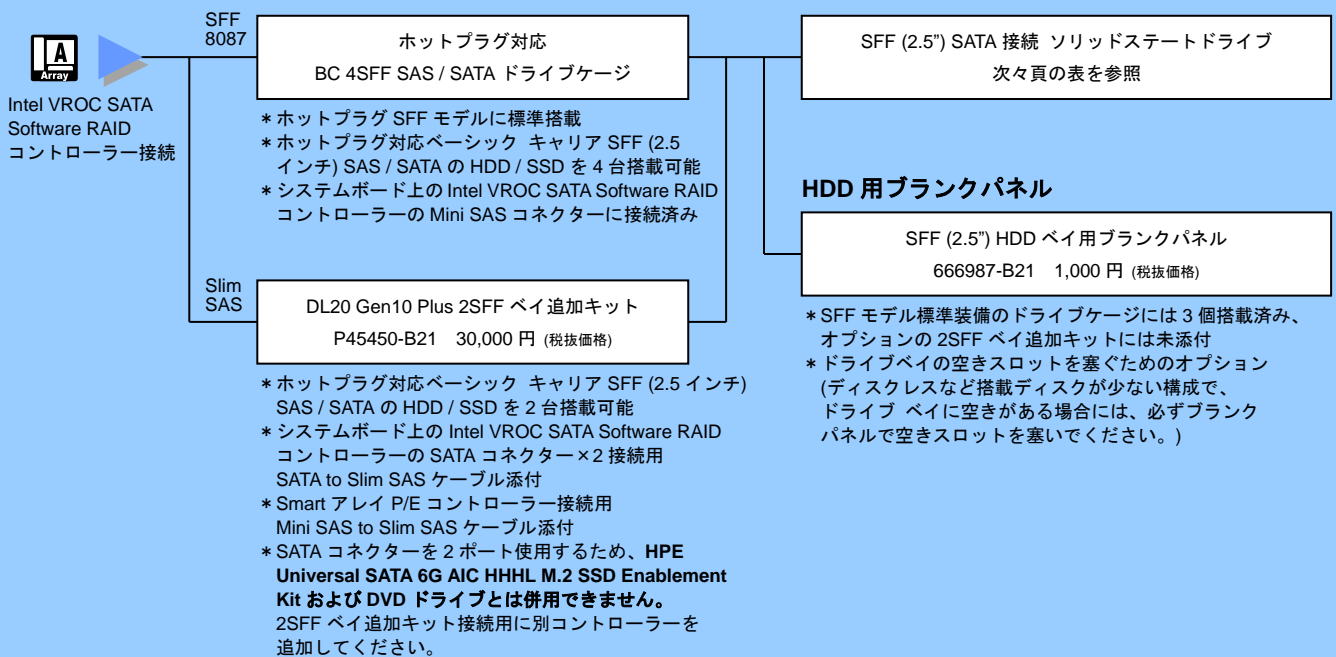 A
Array
Intel VROC SATA
Software RAID
コントローラー接続
SFF
8087
ホットプラグ対応
BC 4SFF SAS / SATA ドライブケージ
* ホットプラグ SFF モデルに標準搭載
* ホットプラグ対応ベーシック キャリア SFF (2.5
インチ) SAS / SATA の HDD / SSD を 4 台搭載可能
* システムボード上の Intel VROC SATA Software RAID
コントローラーの Mini SAS コネクターに接続済み
Slim
SAS
DL20 Gen10 Plus 2SFF ベイ追加キット
P45450-B21 30,000 円 (税抜価格)
* ホットプラグ対応ベーシック キャリア SFF (2.5 インチ)
SAS / SATA の HDD / SSD を 2 台搭載可能
* システムボード上の Intel VROC SATA Software RAID
コントローラーの SATA コネクター×2 接続用
SATA to Slim SAS ケーブル添付
* Smart アレイ P/E コントローラー接続用
Mini SAS to Slim SAS ケーブル添付
* SATA コネクターを 2 ポート使用するため、HPE
Universal SATA 6G AIC HHHL M.2 SSD Enablement
Kit および DVD ドライブとは併用できません。
2SFF ベイ追加キット接続用に別コントローラーを
追加してください。
SFF (2.5”) SATA 接続 ソリッドステートドライブ
次々頁の表を参照
HDD 用ブランクパネル
SFF (2.5”) HDD ベイ用ブランクパネル
666987-B21 1,000 円 (税抜価格)
* SFF モデル標準装備のドライブケージには 3 個搭載済み、
オプションの 2SFF ベイ追加キットには未添付
* ドライブベイの空きスロットを塞ぐためのオプション
(ディスクレスなど搭載ディスクが少ない構成で、
ドライブ ベイに空きがある場合には、必ずブランク
パネルで空きスロットを塞いでください。)